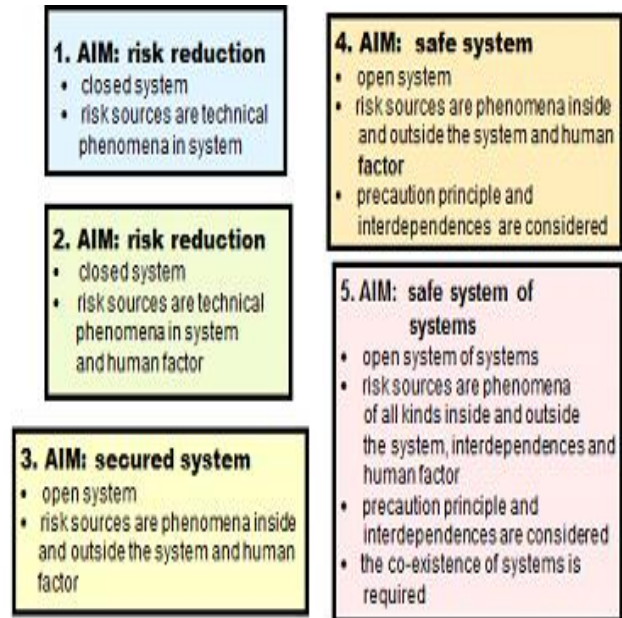 1. AIM: risk reduction
• closed system
• risk sources are technical
phenomena in system
2. AIM: risk reduction
• closed system
• risk sources are technical
phenomena in system
and human factor
3. AIM: secured system
• open system
• risk sources are phenomena inside
and outside the system and human
factor
4. AIM: safe system
• open system
• risk sources are phenomena inside
and outside the system and human
factor
• precaution principle and
interdependences are considered
5. AIM: safe system of
systems
• open system of systems
• risk sources are phenomena
of all kinds inside and outside
the system, interdependences and
human factor
• precaution principle and
interdependences are considered
• the co-existence of systems is
required